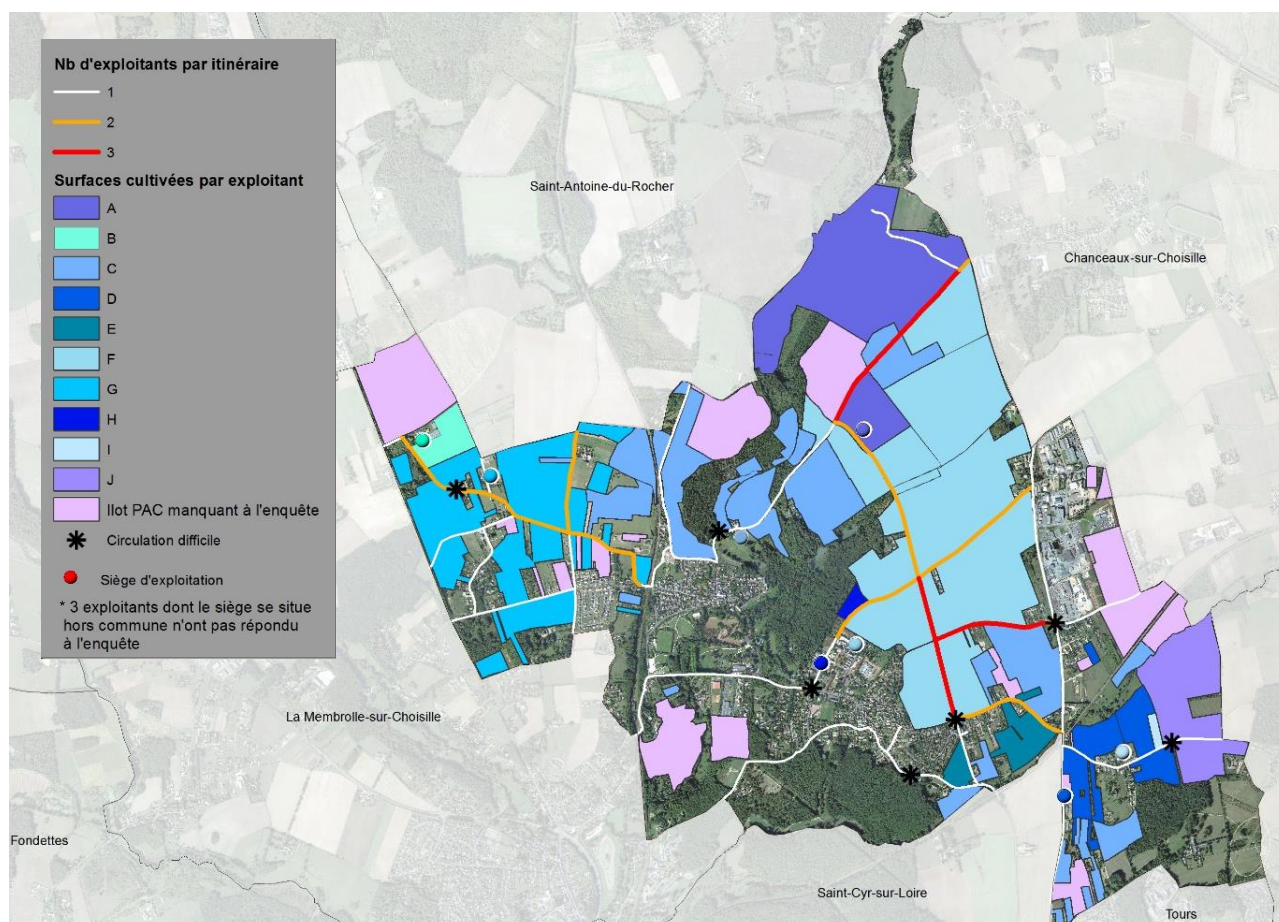 Nb d'exploitants par itinéraire
1
2
3
Surfaces cultivées par exploitant
A
B
C
D
E
F
G
H
I
J
Ilot PAC manquant à l'enquête
Circulation difficile
Siège d'exploitation
* 3 exploitants dont le siège se situe
hors commune n'ont pas répondu
à l'enquête
Saint-Antoine-du-Rocher
Chanceaux-sur-Choisille
La Membrolle-sur-Choisille
Fondettes
Saint-Cyr-sur-Loire
Tours